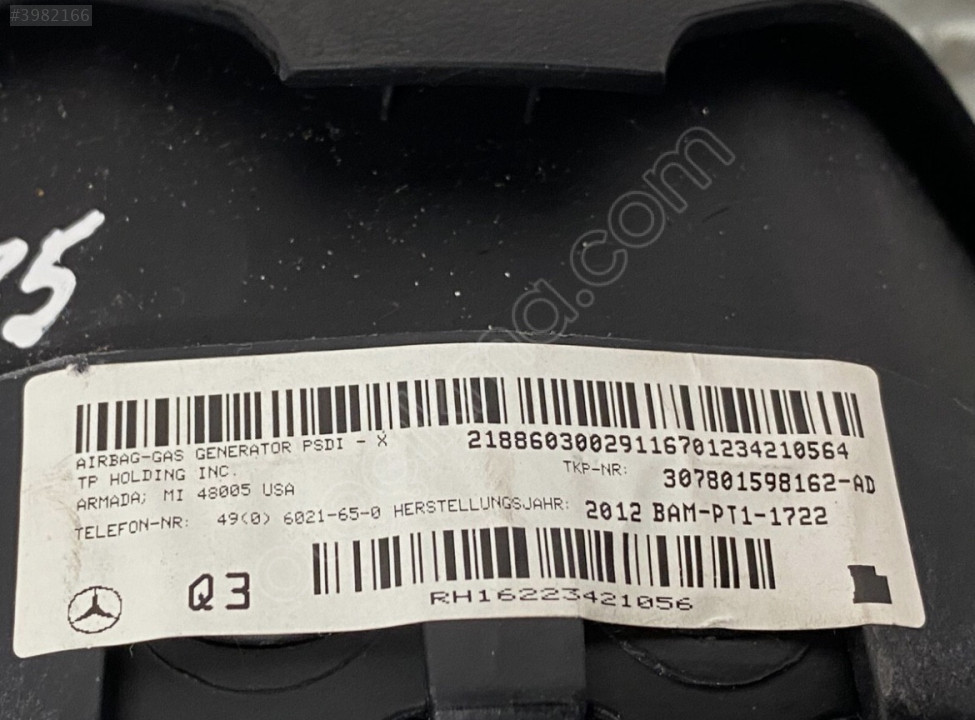 #3982166
75
21886030029116701234210564
AIRBAG-GAS GENERATOR PSDI - X
TP HOLDING INC.
TKP-NR: 307801598162-AD
ARMADA; MI 48005 USA
TELEFON-NR: 49(0) 6021-65-0 HERSTELLUNGSJAHR: 2012 BAM-PT1-1722
Q3
RH16223421056